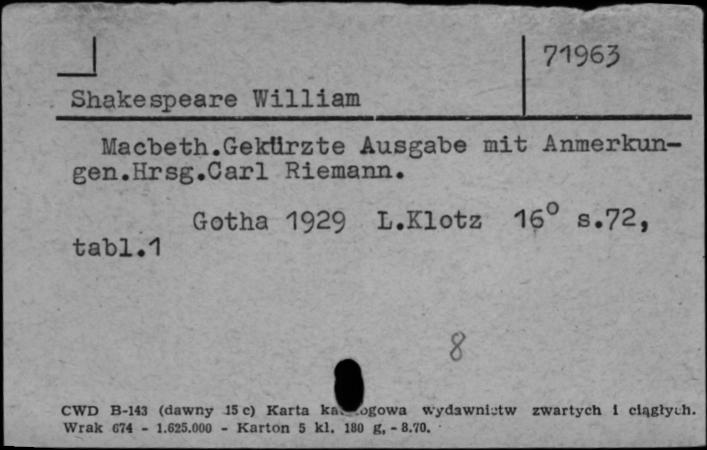 71963
Shakespeare William
Macbeth.Gekürzte Ausgabe mit Anmerkun-
gen.Hrsg.Carl Riemann.
Gotha 1929 L.Klotz 16° s.72,
tabl.1
8
CWD B-143 (dawny 15 c) Karta wydawnictw zwartych i ciągłych.
Wrak 674 - 1.625.000 - Karton 5 kl. 180 g, - 8.70.